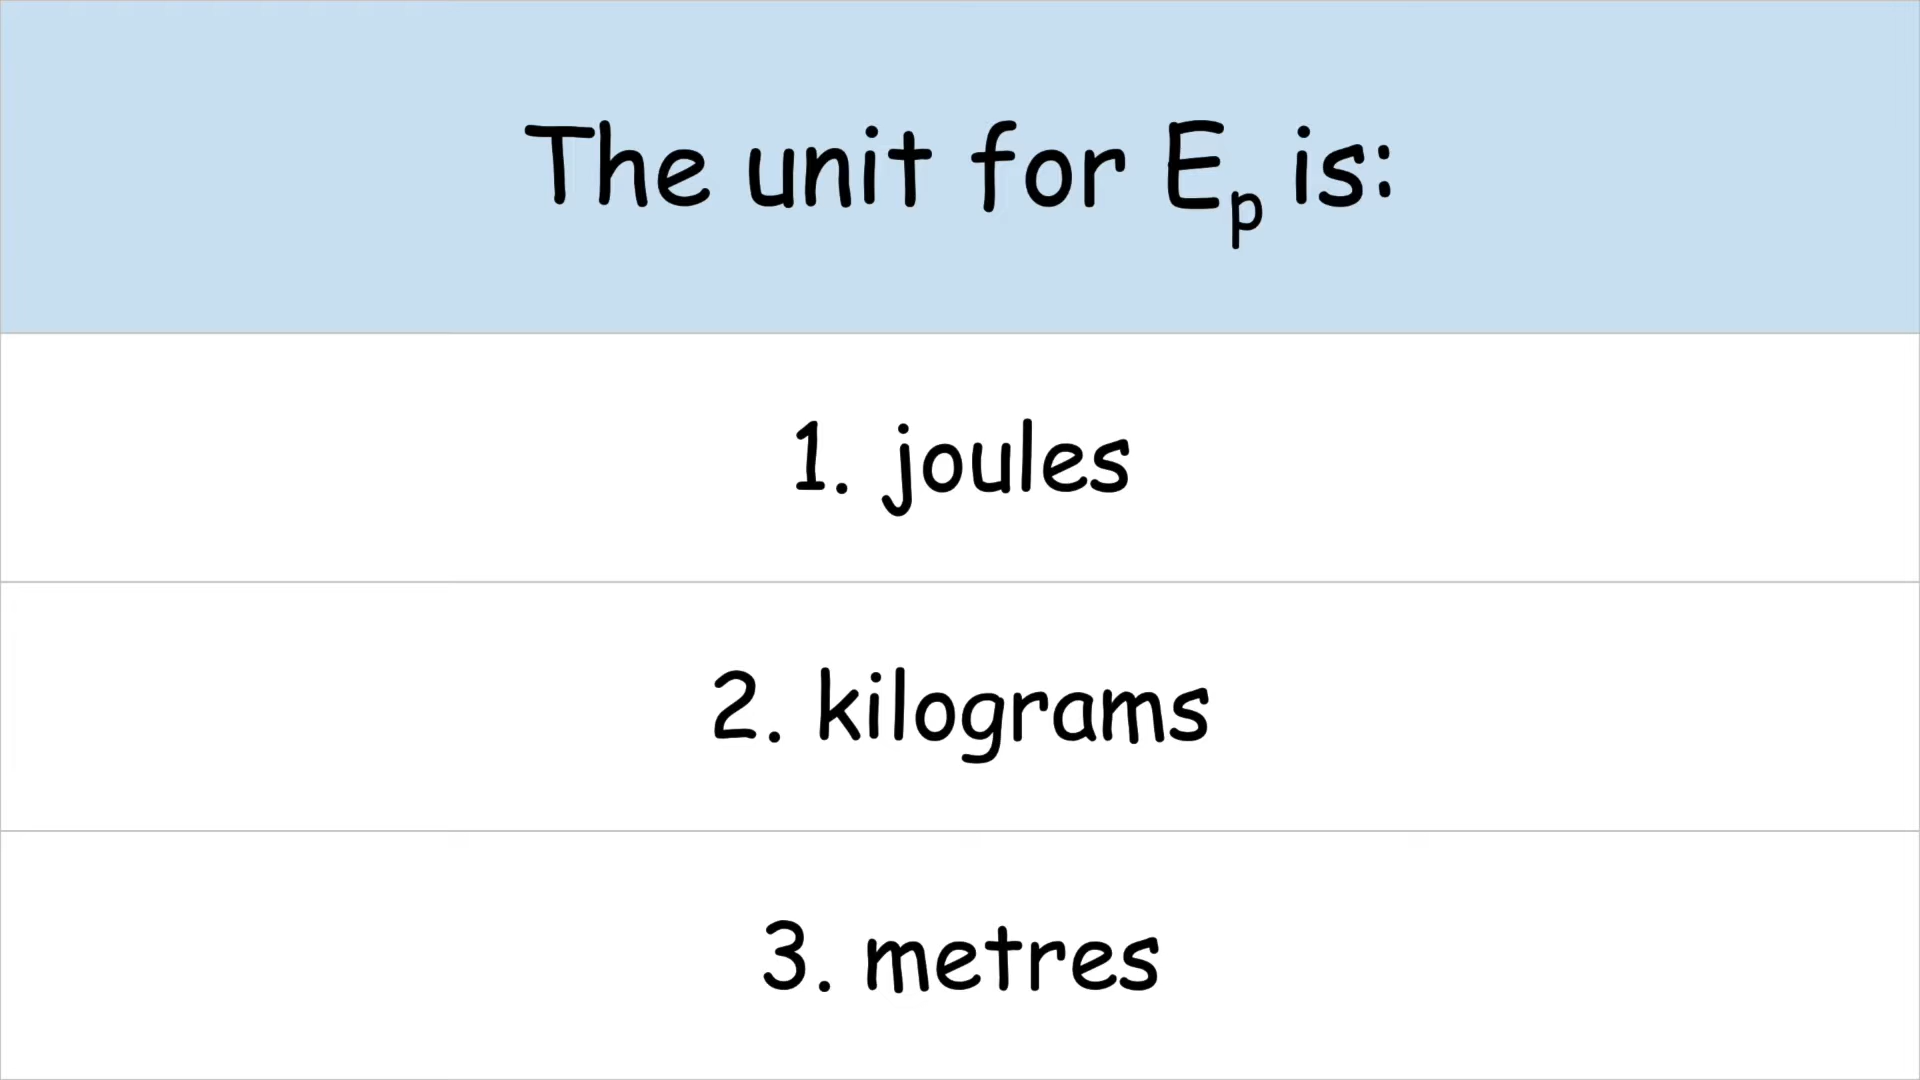 The unit for Eₚ is:
1. joules
2. kilograms
3. metres